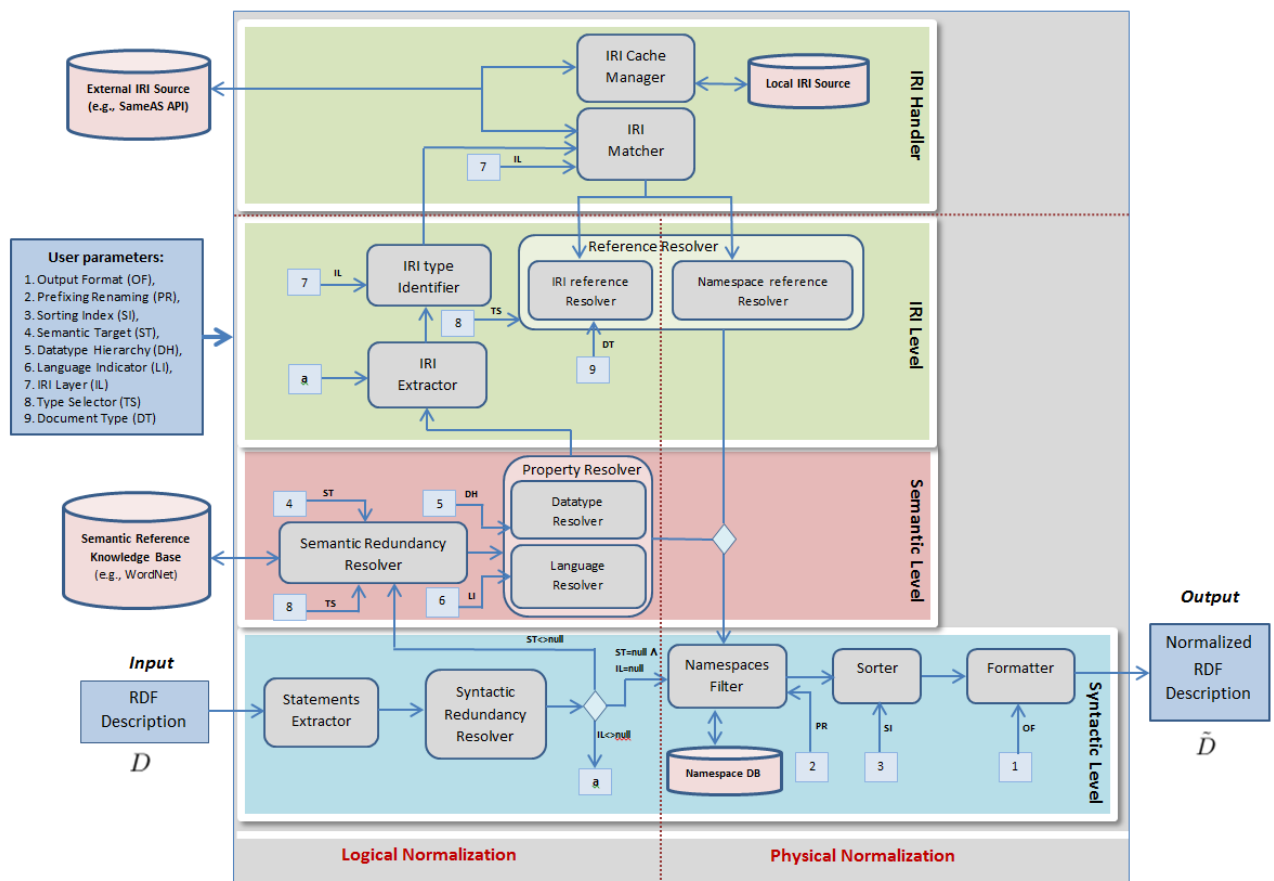 External IRI Source
(e.g., SameAS API)
IRI Cache
Manager
Local IRI Source
IRI
Matcher
7
IL
IRI Handler
User parameters:
1. Output Format (OF),
2. Prefixing Renaming (PR),
3. Sorting Index (SI),
4. Semantic Target (ST),
5. Datatype Hierarchy (DH),
6. Language Indicator (LI),
7. IRI Layer (IL)
8. Type Selector (TS)
9. Document Type (DT)
7
IL
IRI type
Identifier
8
TS
Reference Resolver
IRI reference
Resolver
Namespace reference
Resolver
DT
9
a
IRI
Extractor
IRI Level
Semantic Reference
Knowledge Base
(e.g., WordNet)
4
ST
Semantic Redundancy
Resolver
8
TS
5
DH
6
LI
Property Resolver
Datatype
Resolver
Language
Resolver
Semantic Level
Input
RDF
Description
D
Statements
Extractor
Syntactic
Redundancy
Resolver
ST<>null
ST=null Λ
IL=null
IL<>null
a
Namespaces
Filter
Namespace DB
PR
2
Sorter
SI
3
Formatter
OF
1
Syntactic Level
Output
Normalized
RDF
Description
D̃
Logical Normalization
Physical Normalization